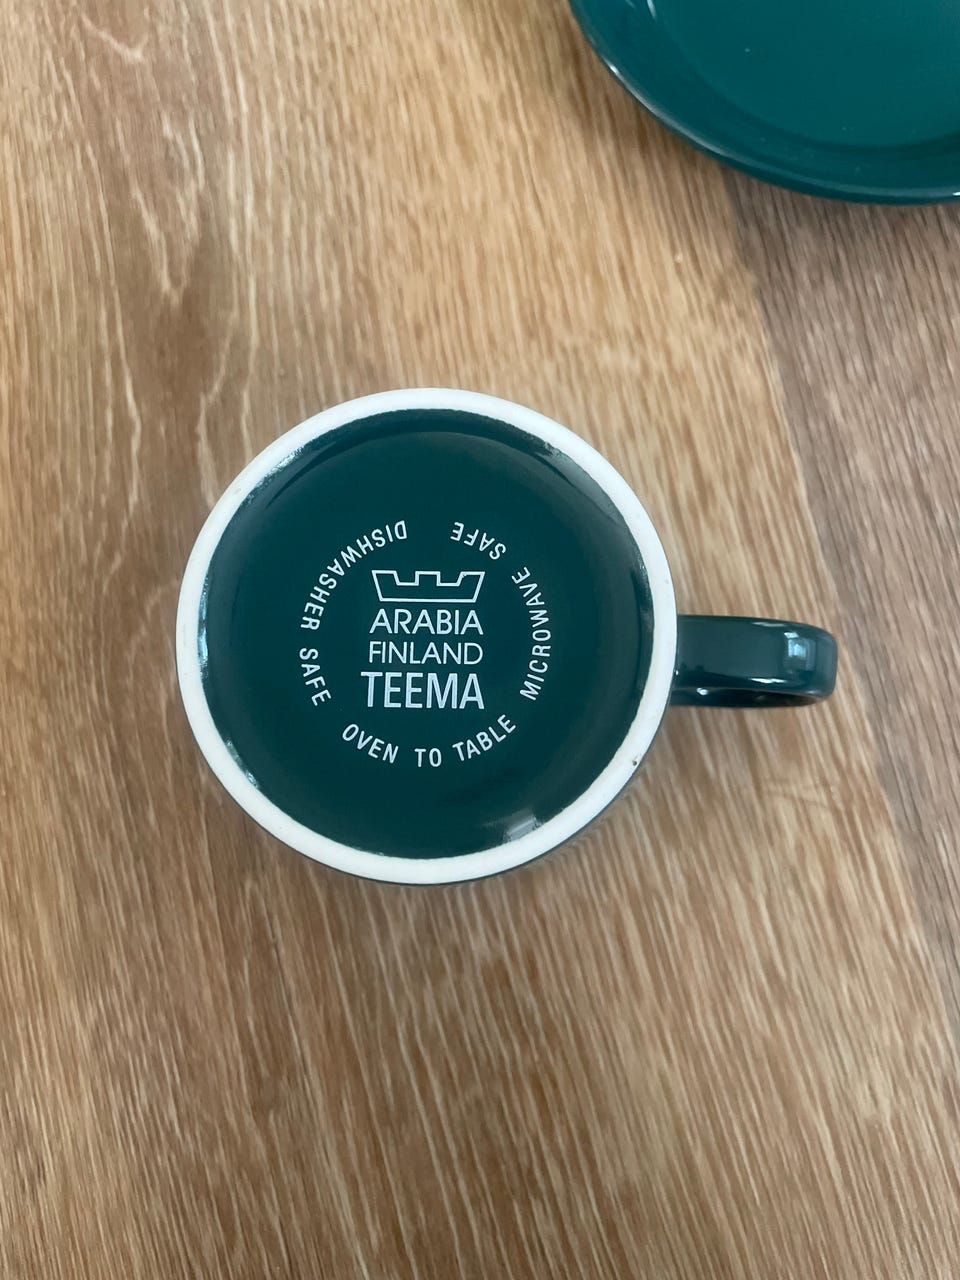 ARABIA
FINLAND
TEEMA
DISHWASHER SAFE
OVEN TO TABLE
MICROWAVE SAFE